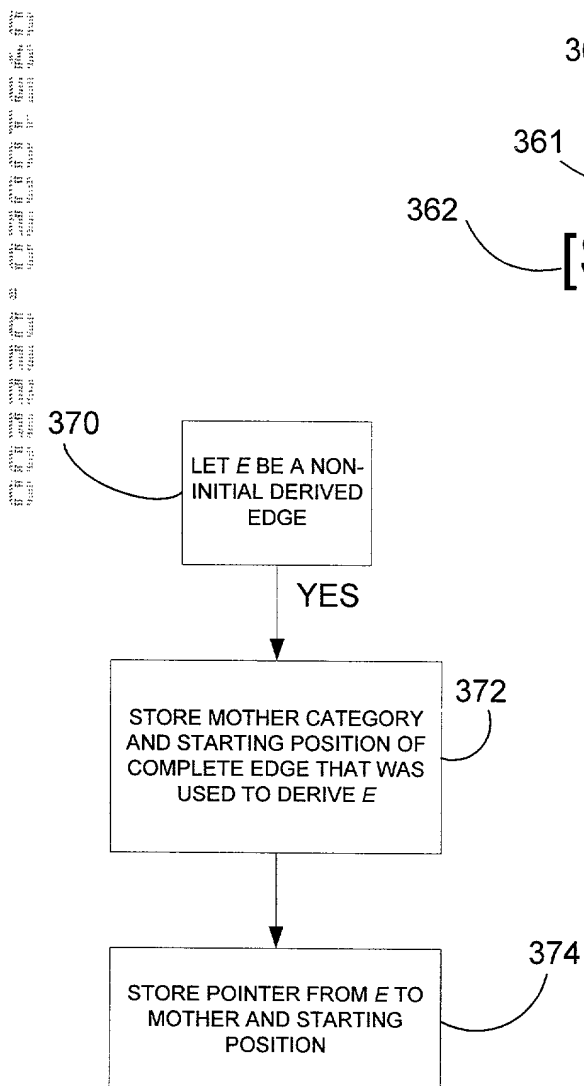 36
361
362
[S
370
LET E BE A NON-
INITIAL DERIVED
EDGE
YES
372
STORE MOTHER CATEGORY
AND STARTING POSITION OF
COMPLETE EDGE THAT WAS
USED TO DERIVE E
374
STORE POINTER FROM E TO
MOTHER AND STARTING
POSITION